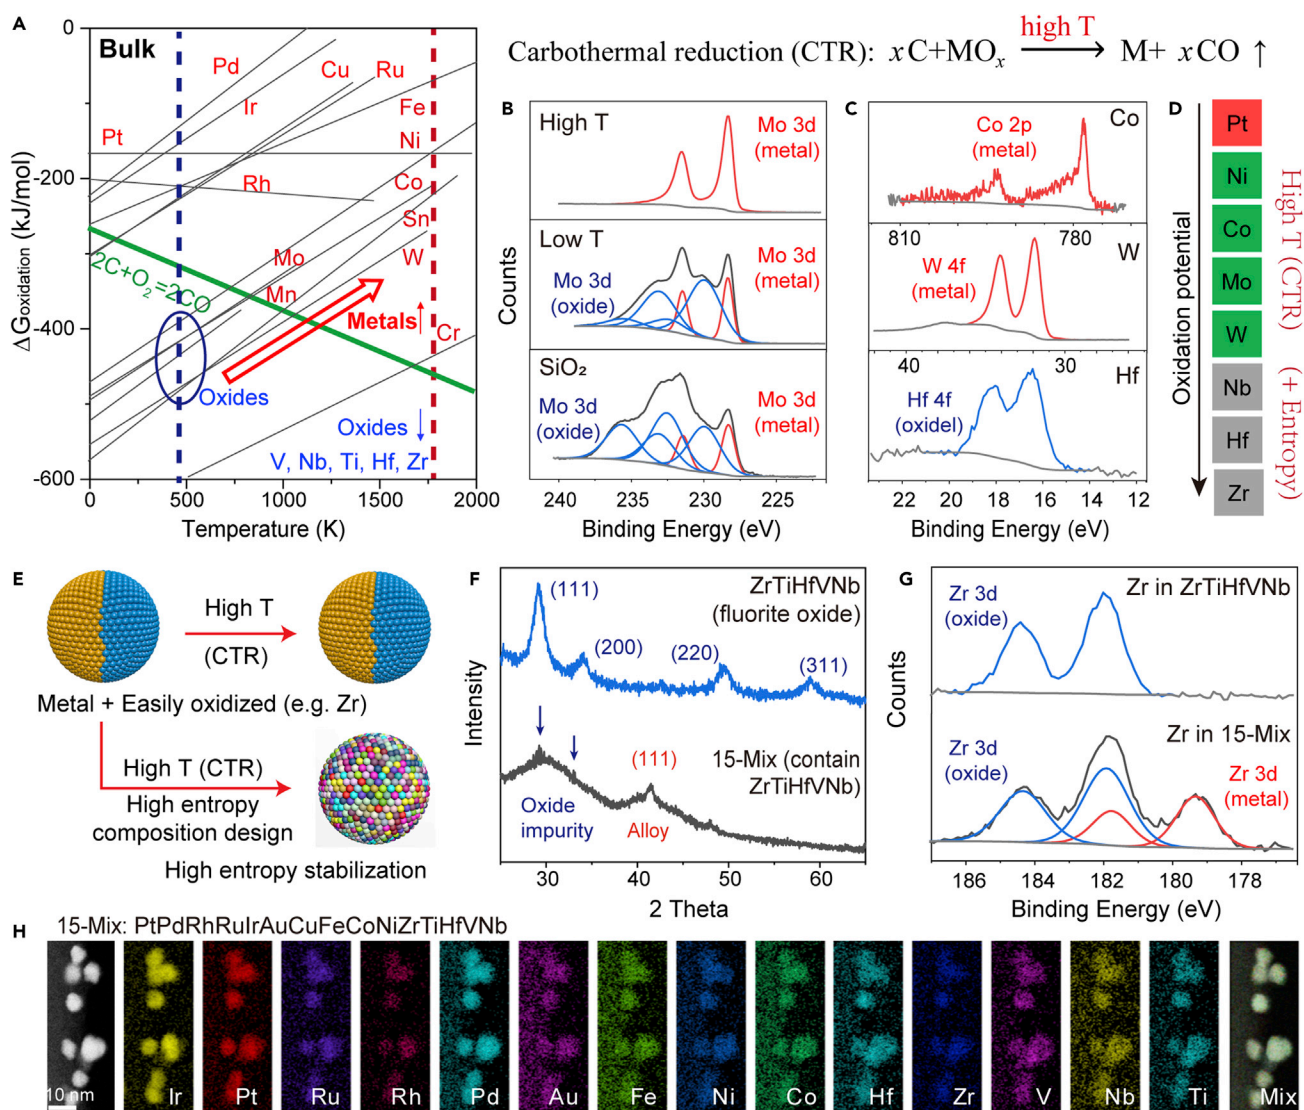 A
Bulk
0
-200
-300
-400
-600
ΔGoxidation (kJ/mol)
Pd
Cu
Ru
Ir
Fe
Pt
Ni
Rh
Co
Sn
Mo
W
2C+O₂=2CO
Mn
Metals
Cr
Oxides
Oxides
V, Nb, Ti, Hf, Zr
0
500
1000
1500
2000
Temperature (K)
Carbothermal reduction (CTR): xC+MOₓ high T M+ xCO ↑
B
High T
Mo 3d
(metal)
Low T
Mo 3d
(oxide)
Mo 3d
(metal)
SiO₂
Mo 3d
(oxide)
Mo 3d
(metal)
Counts
240
235
230
225
Binding Energy (eV)
C
Co
Co 2p
(metal)
810
780
W
W 4f
(metal)
40
30
Hf
Hf 4f
(oxidel)
22
20
18
16
14
12
Binding Energy (eV)
D
Oxidation potential
Pt
Ni
Co
Mo
W
Nb
Hf
Zr
High T (CTR)
(+ Entropy)
E
High T
(CTR)
Metal + Easily oxidized (e.g. Zr)
High T (CTR)
High entropy
composition design
High entropy stabilization
F
(111)
ZrTiHfVNb
(fluorite oxide)
(200)
(220)
(311)
Intensity
(111)
15-Mix (contain
ZrTiHfVNb)
Oxide
impurity
Alloy
30
40
50
60
2 Theta
G
Zr 3d
(oxide)
Zr in ZrTiHfVNb
Counts
Zr in 15-Mix
Zr 3d
(oxide)
Zr 3d
(metal)
186
184
182
180
178
Binding Energy (eV)
H
15-Mix: PtPdRhRuIrAuCuFeCoNiZrTiHfVNb
10 nm
Ir
Pt
Ru
Rh
Pd
Au
Fe
Ni
Co
Hf
Zr
V
Nb
Ti
Mix